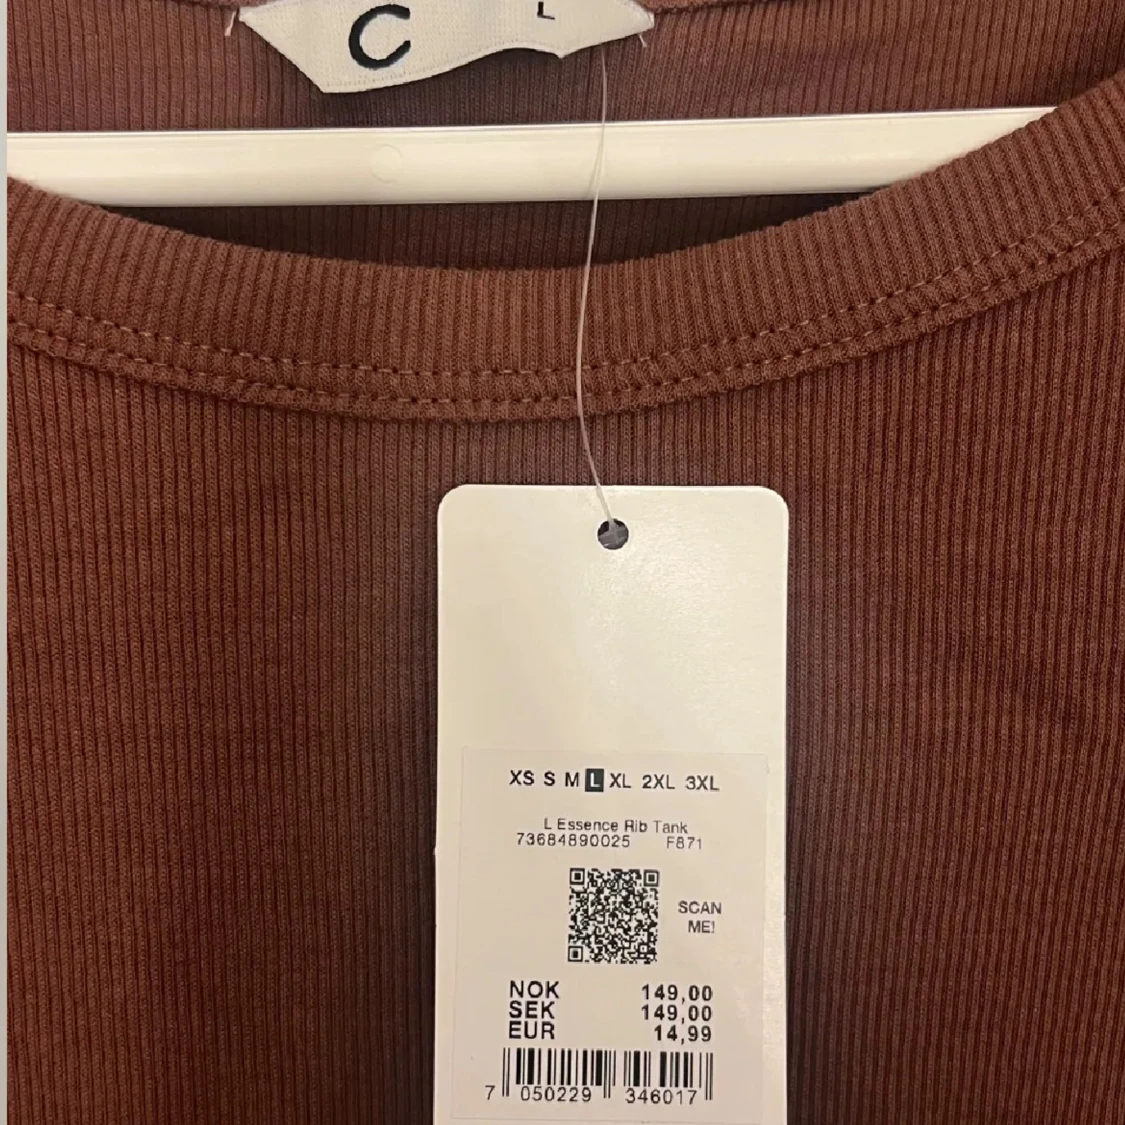 C L
XS S M L XL 2XL 3XL
L Essence Rib Tank
73684890025 F871
SCAN
ME!
NOK 149,00
SEK 149,00
EUR 14,99
7 050229 346017